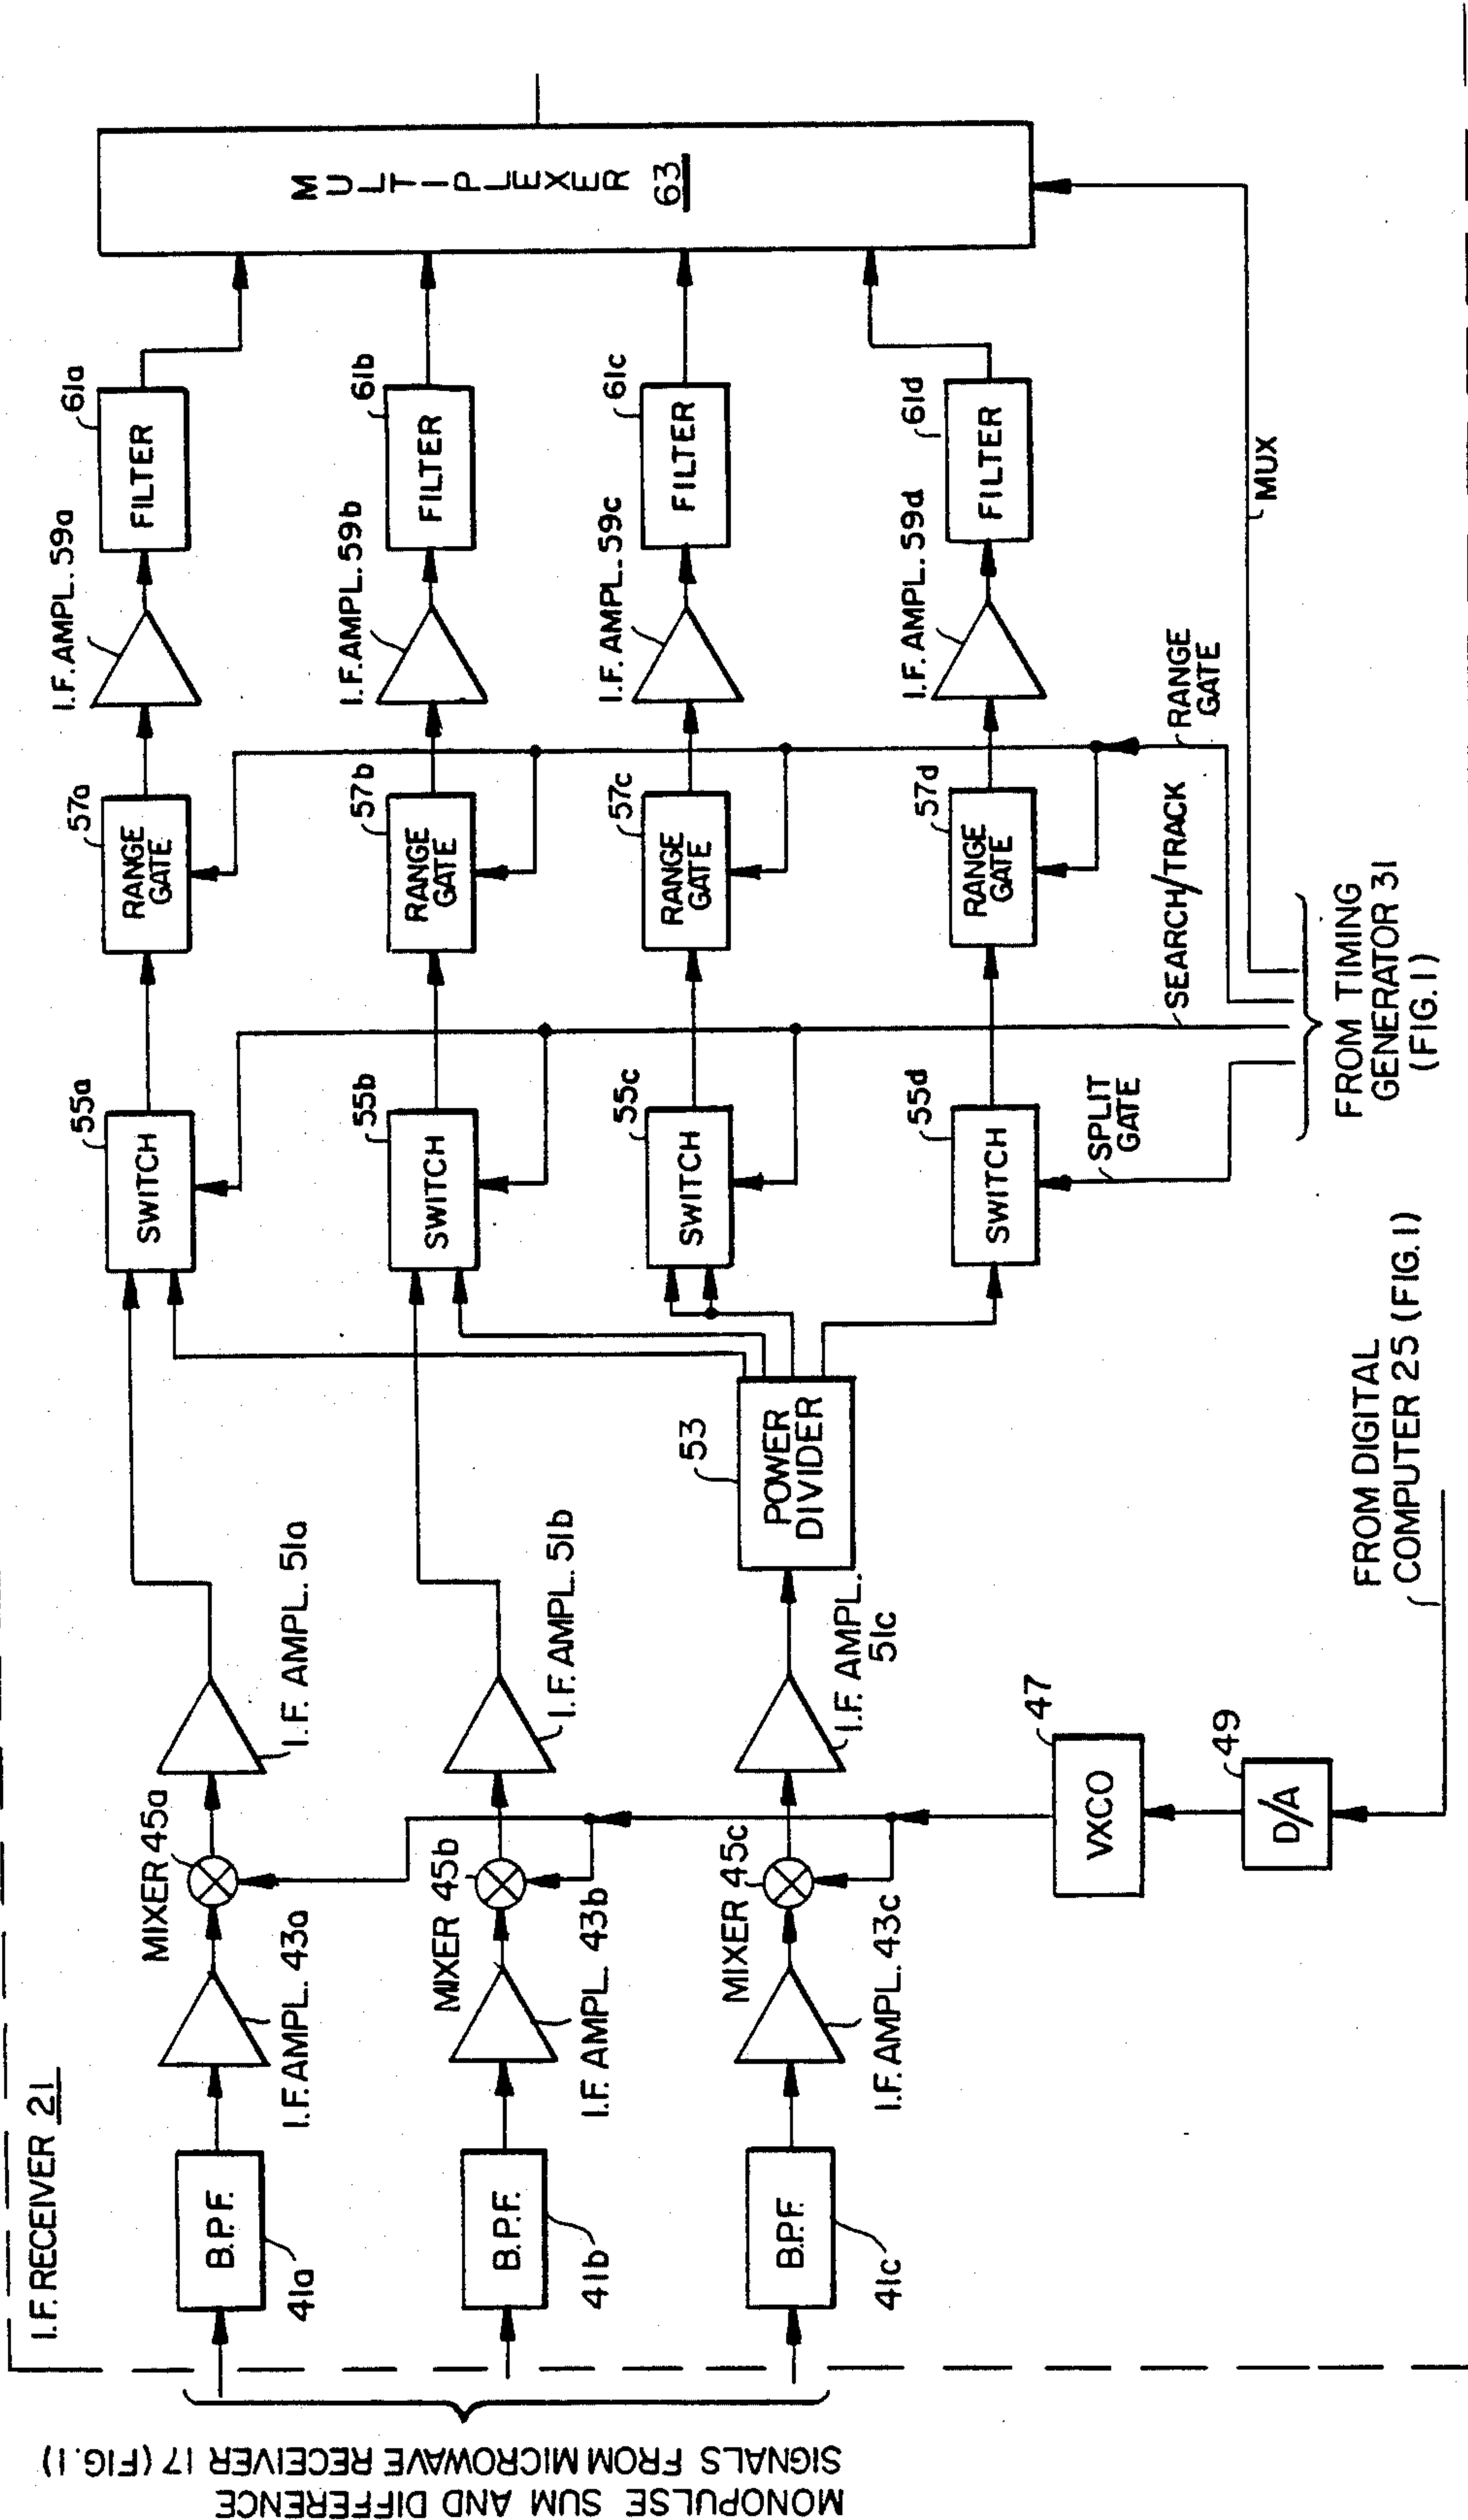 I.F. RECEIVER 21
MONOPULSE SUM AND DIFFERENCE
SIGNALS FROM MICROWAVE RECEIVER 17 (FIG. 1)
B.P.F.
41a
I.F. AMPL. 43a
MIXER 45a
I.F. AMPL. 51a
SWITCH
55a
RANGE
GATE
57a
I.F. AMPL. 59a
FILTER
61a
B.P.F.
41b
I.F. AMPL. 43b
MIXER 45b
I.F. AMPL. 51b
SWITCH
55b
RANGE
GATE
57b
I.F. AMPL. 59b
FILTER
61b
B.P.F.
41c
I.F. AMPL. 43c
MIXER 45c
I.F. AMPL.
51c
POWER
DIVIDER
53
SWITCH
55c
RANGE
GATE
57c
I.F. AMPL. 59c
FILTER
61c
SWITCH
55d
RANGE
GATE
57d
I.F. AMPL. 59d
FILTER
61d
MULTIPLEXER
63
VXCO
47
D/A
49
FROM DIGITAL
COMPUTER 25 (FIG. 1)
SPLIT
GATE
SEARCH/TRACK
RANGE
GATE
MUX
FROM TIMING
GENERATOR 31
(FIG. 1)